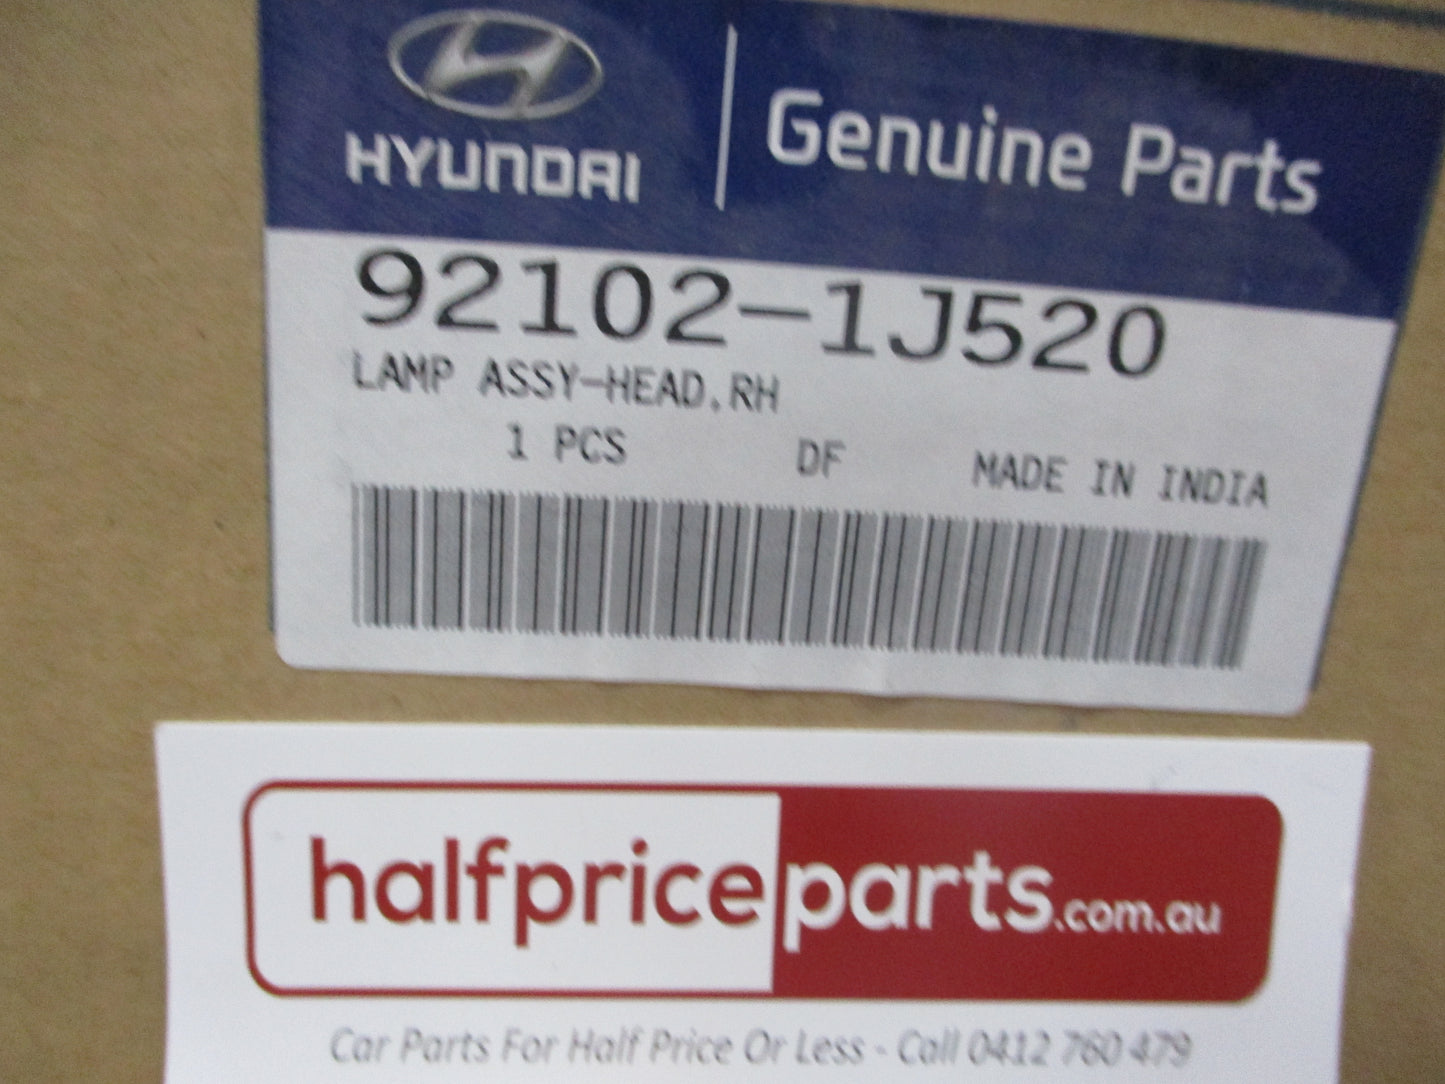 HYUNDAI
Genuine Parts
92102-1J520
LAMP ASSY-HEAD,RH
1 PCS DF MADE IN INDIA
halfpriceparts.com.au
Car Parts For Half Price Or Less - Call 0412 760 479